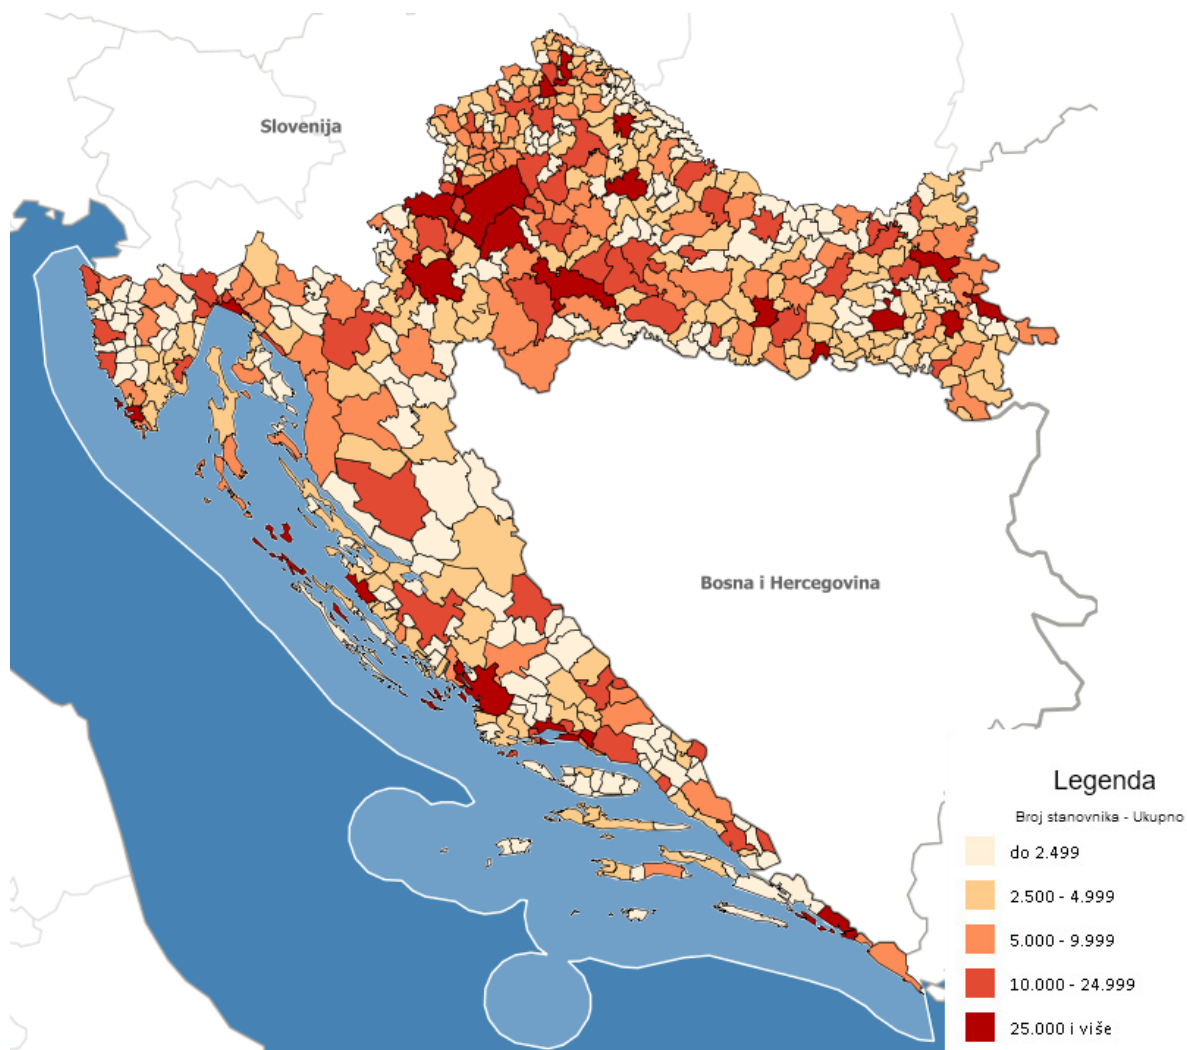 Slovenija
Bosna i Hercegovina
Legenda
Broj stanovnika - Ukupno
do 2.499
2.500 - 4.999
5.000 - 9.999
10.000 - 24.999
25.000 i više